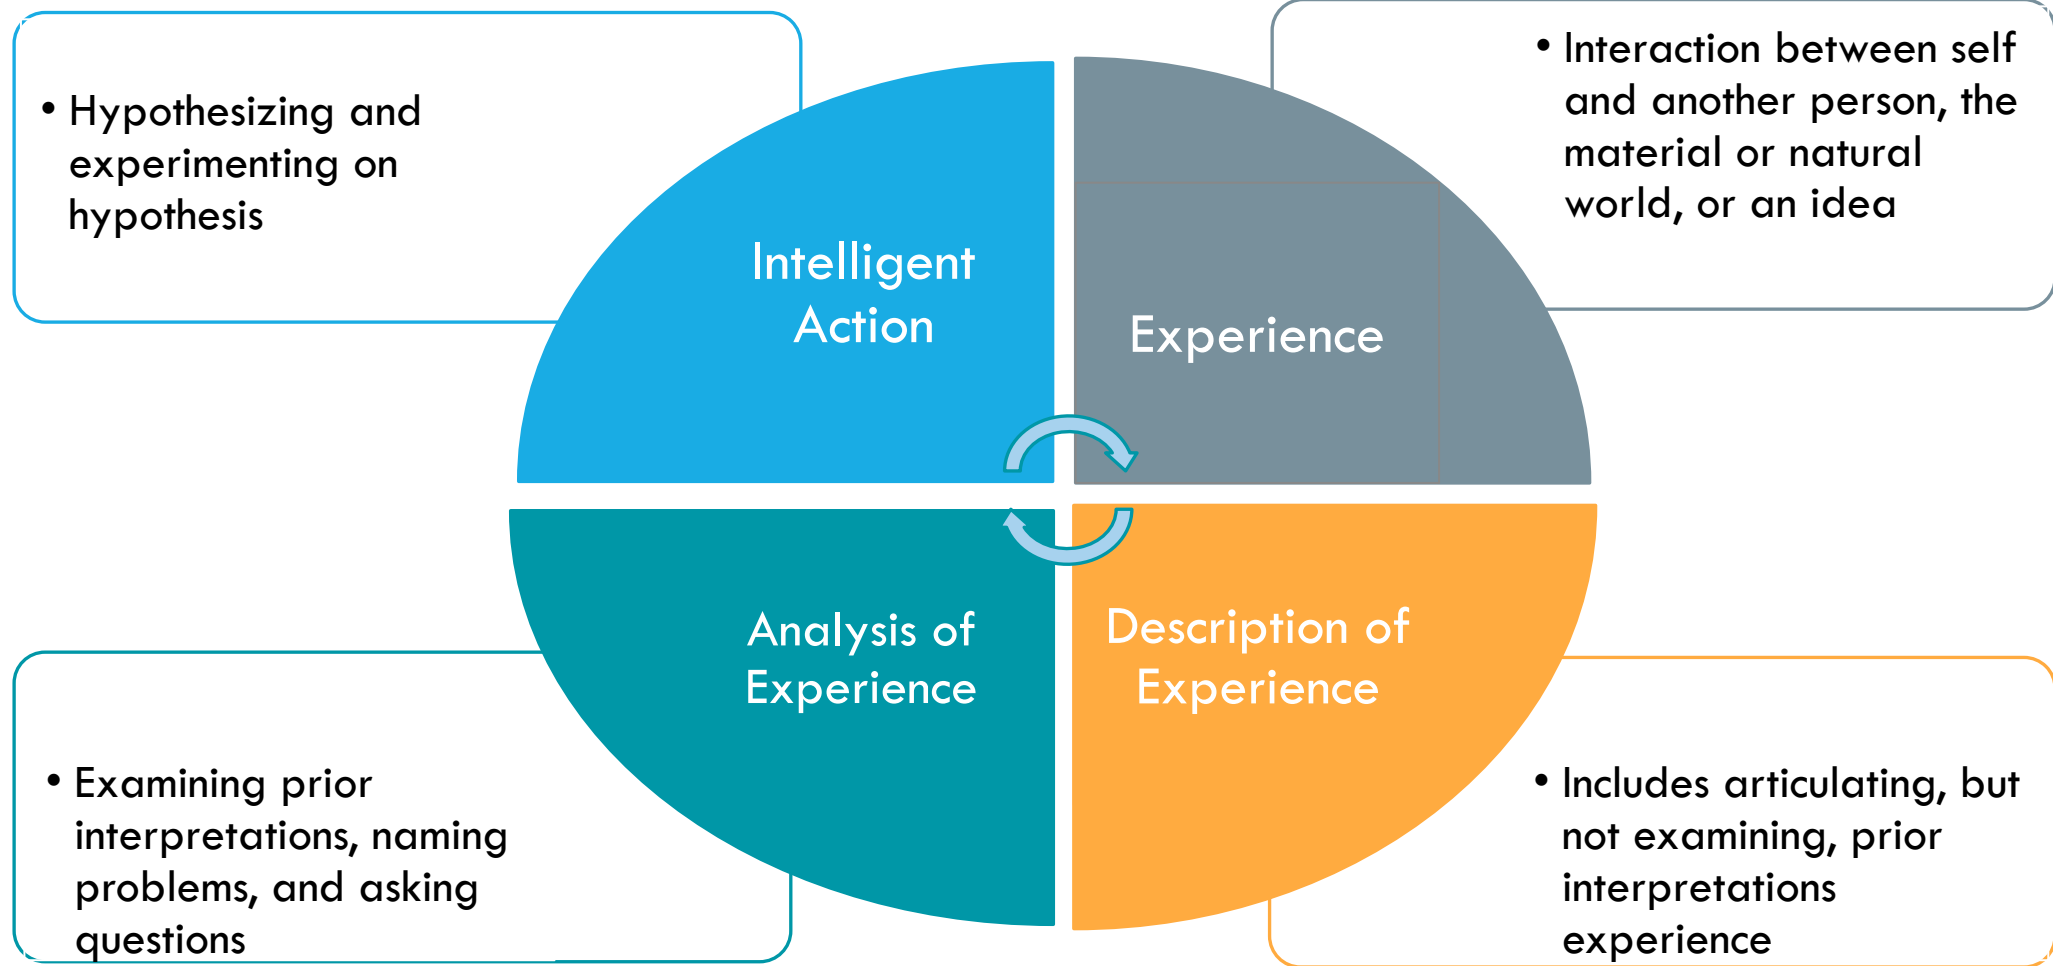 • Hypothesizing and
experimenting on
hypothesis
• Interaction between self
and another person, the
material or natural
world, or an idea
Intelligent
Action
Experience
Analysis of
Experience
Description of
Experience
• Examining prior
interpretations, naming
problems, and asking
questions
• Includes articulating, but
not examining, prior
interpretations
experience